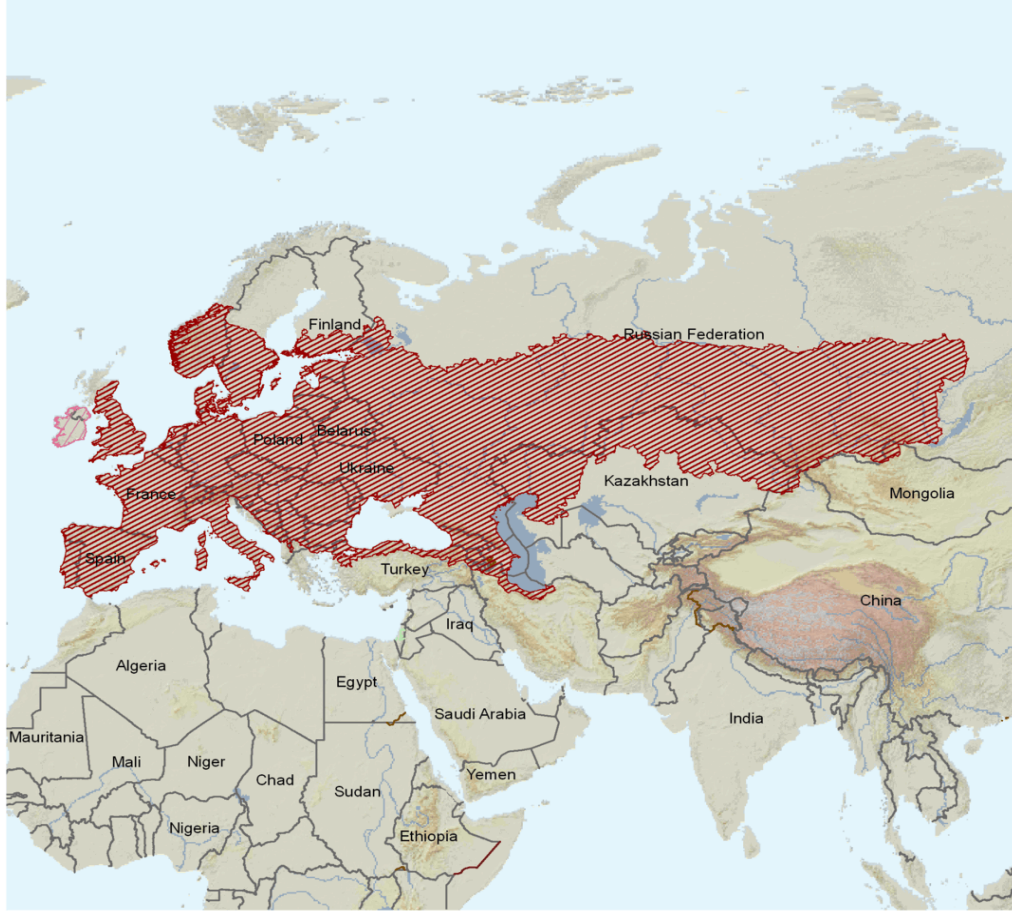 Finland
Russian Federation
Poland
Belarus
Ukraine
France
Kazakhstan
Mongolia
Spain
Turkey
China
Iraq
Algeria
Egypt
Saudi Arabia
India
Mauritania
Mali
Niger
Chad
Sudan
Yemen
Nigeria
Ethiopia